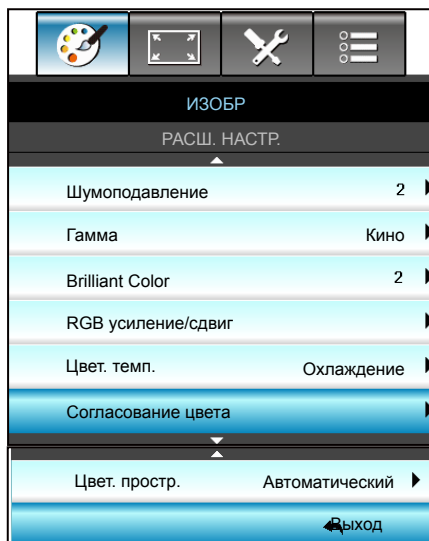 ИЗОБР
РАСШ. НАСТР.
Шумоподавление 2
Гамма Кино
Brilliant Color 2
RGB усиление/сдвиг
Цвет. темп. Охлаждение
Согласование цвета
Цвет. простр. Автоматический
Выход